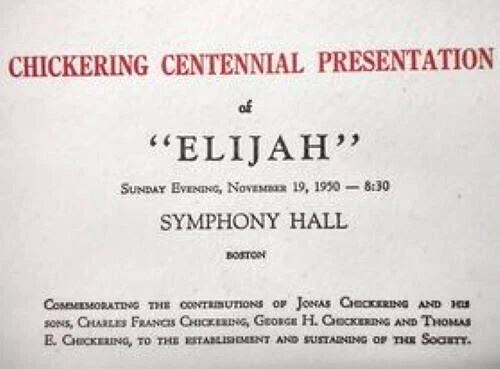 CHICKERING CENTENNIAL PRESENTATION
of
"ELIJAH"
SUNDAY EVENING, NOVEMBER 19, 1950 — 8:30
SYMPHONY HALL
BOSTON
COMMEMORATING THE CONTRIBUTIONS OF JONAS CHICKERING AND HIS
SONS, CHARLES FRANCIS CHICKERING, GEORGE H. CHICKERING AND THOMAS
E. CHICKERING, TO THE ESTABLISHMENT AND SUSTAINING OF THE SOCIETY.